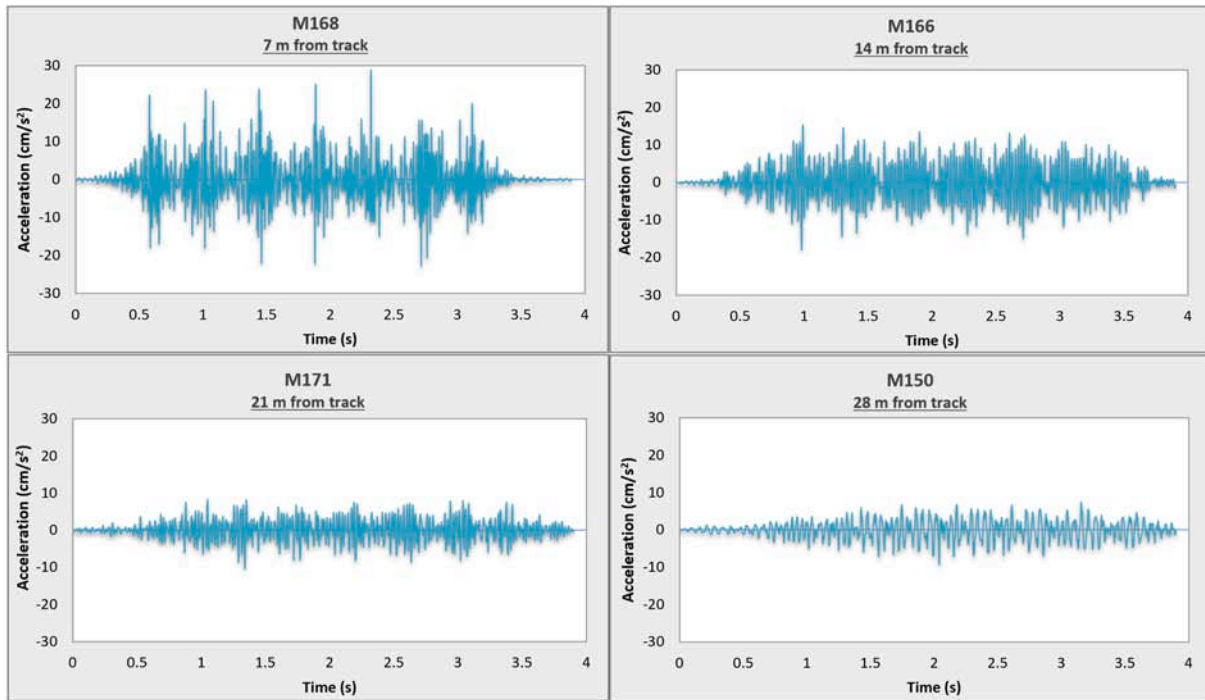 M168
7 m from track
Acceleration (cm/s²)
30
20
10
0
-10
-20
-30
0 0.5 1 1.5 2 2.5 3 3.5 4
Time (s)
M166
14 m from track
Acceleration (cm/s²)
30
20
10
0
-10
-20
-30
0 0.5 1 1.5 2 2.5 3 3.5 4
Time (s)
M171
21 m from track
Acceleration (cm/s²)
30
20
10
0
-10
-20
-30
0 0.5 1 1.5 2 2.5 3 3.5 4
Time (s)
M150
28 m from track
Acceleration (cm/s²)
30
20
10
0
-10
-20
-30
0 0.5 1 1.5 2 2.5 3 3.5 4
Time (s)